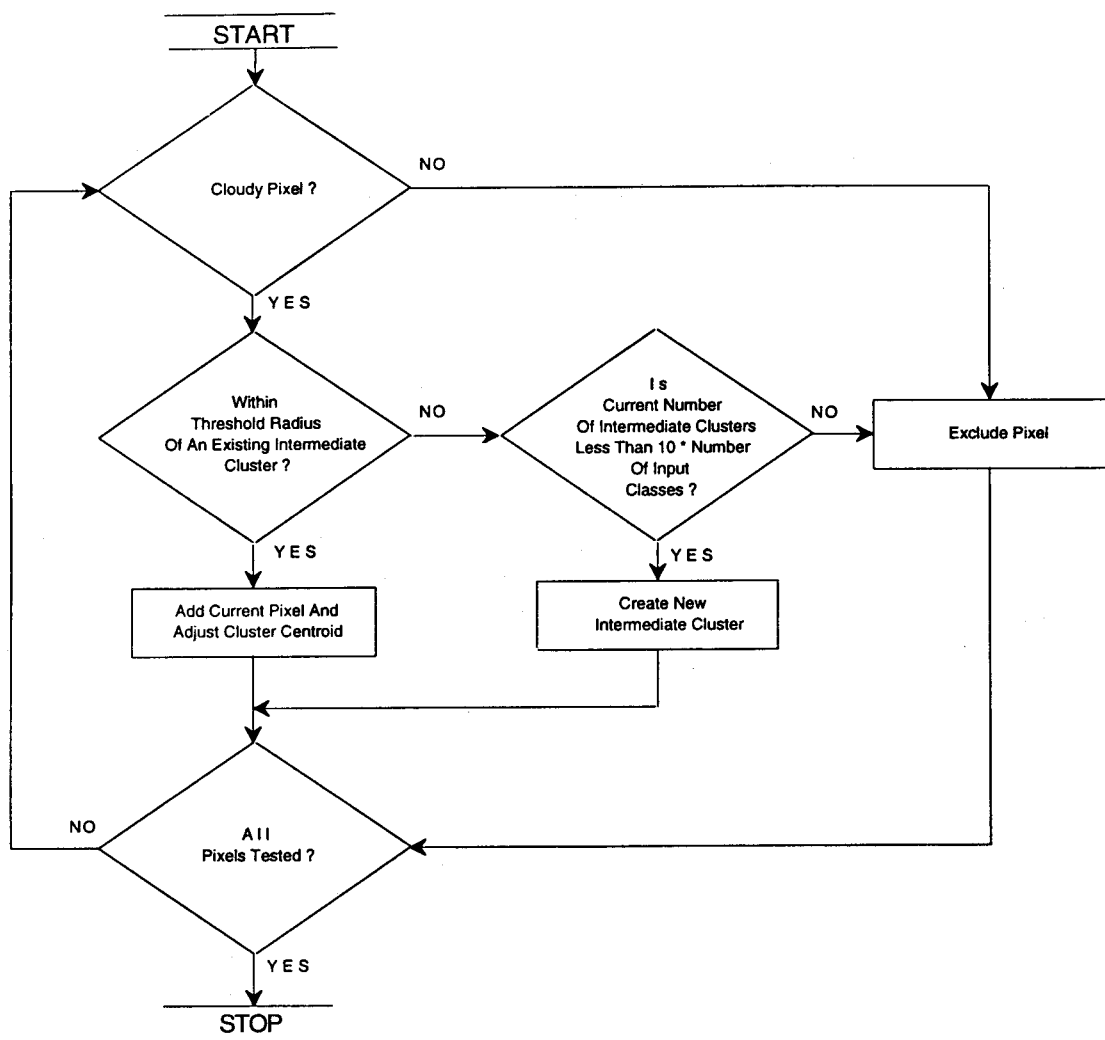 START
NO
Cloudy Pixel ?
YES
Within
Threshold Radius
Of An Existing Intermediate
Cluster ?
NO
Is
Current Number
Of Intermediate Clusters
Less Than 10 * Number
Of Input
Classes ?
NO
Exclude Pixel
YES
YES
Add Current Pixel And
Adjust Cluster Centroid
Create New
Intermediate Cluster
NO
All
Pixels Tested ?
YES
STOP